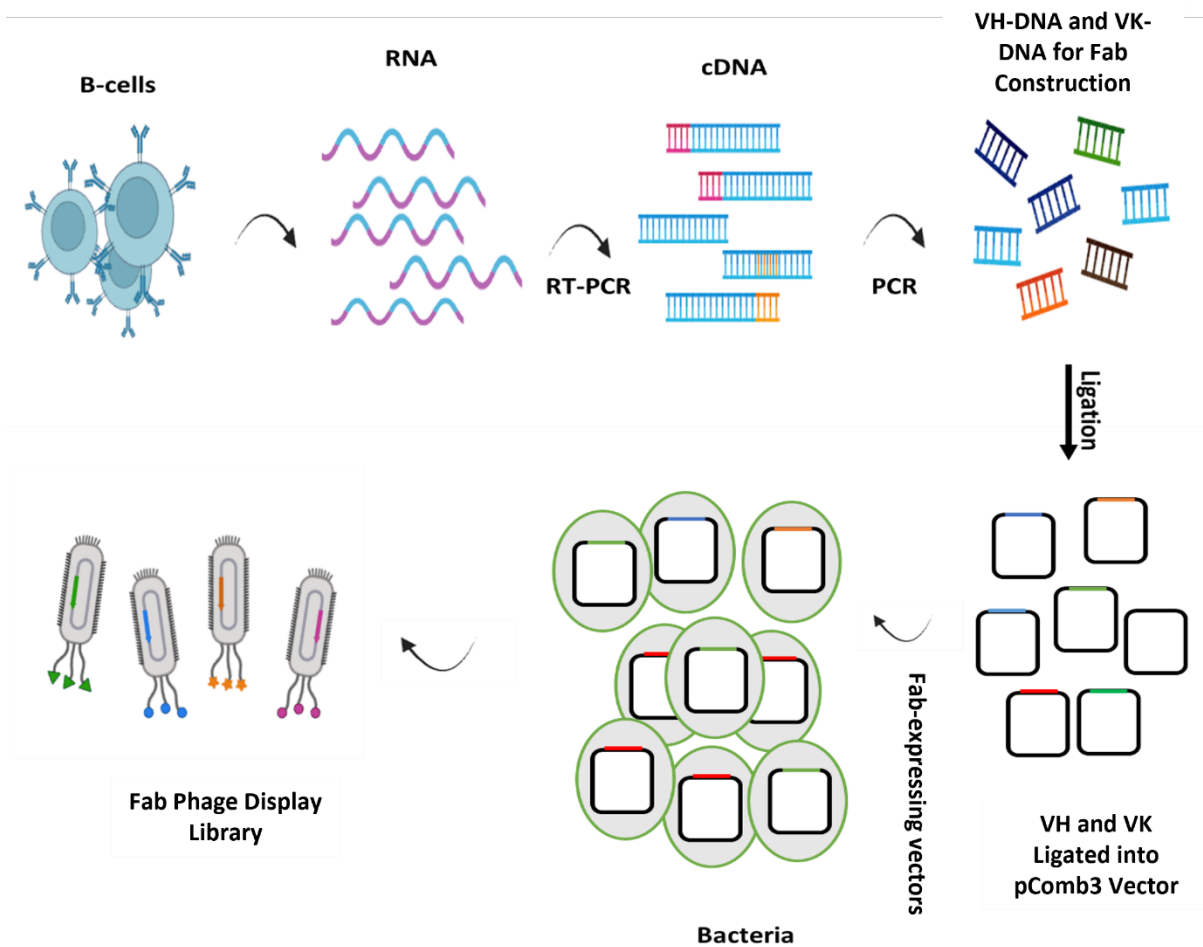 B-cells
RNA
cDNA
VH-DNA and VK-
DNA for Fab
Construction
RT-PCR
PCR
Ligation
VH and VK
Ligated into
pComb3 Vector
Fab-expressing vectors
Bacteria
Fab Phage Display
Library